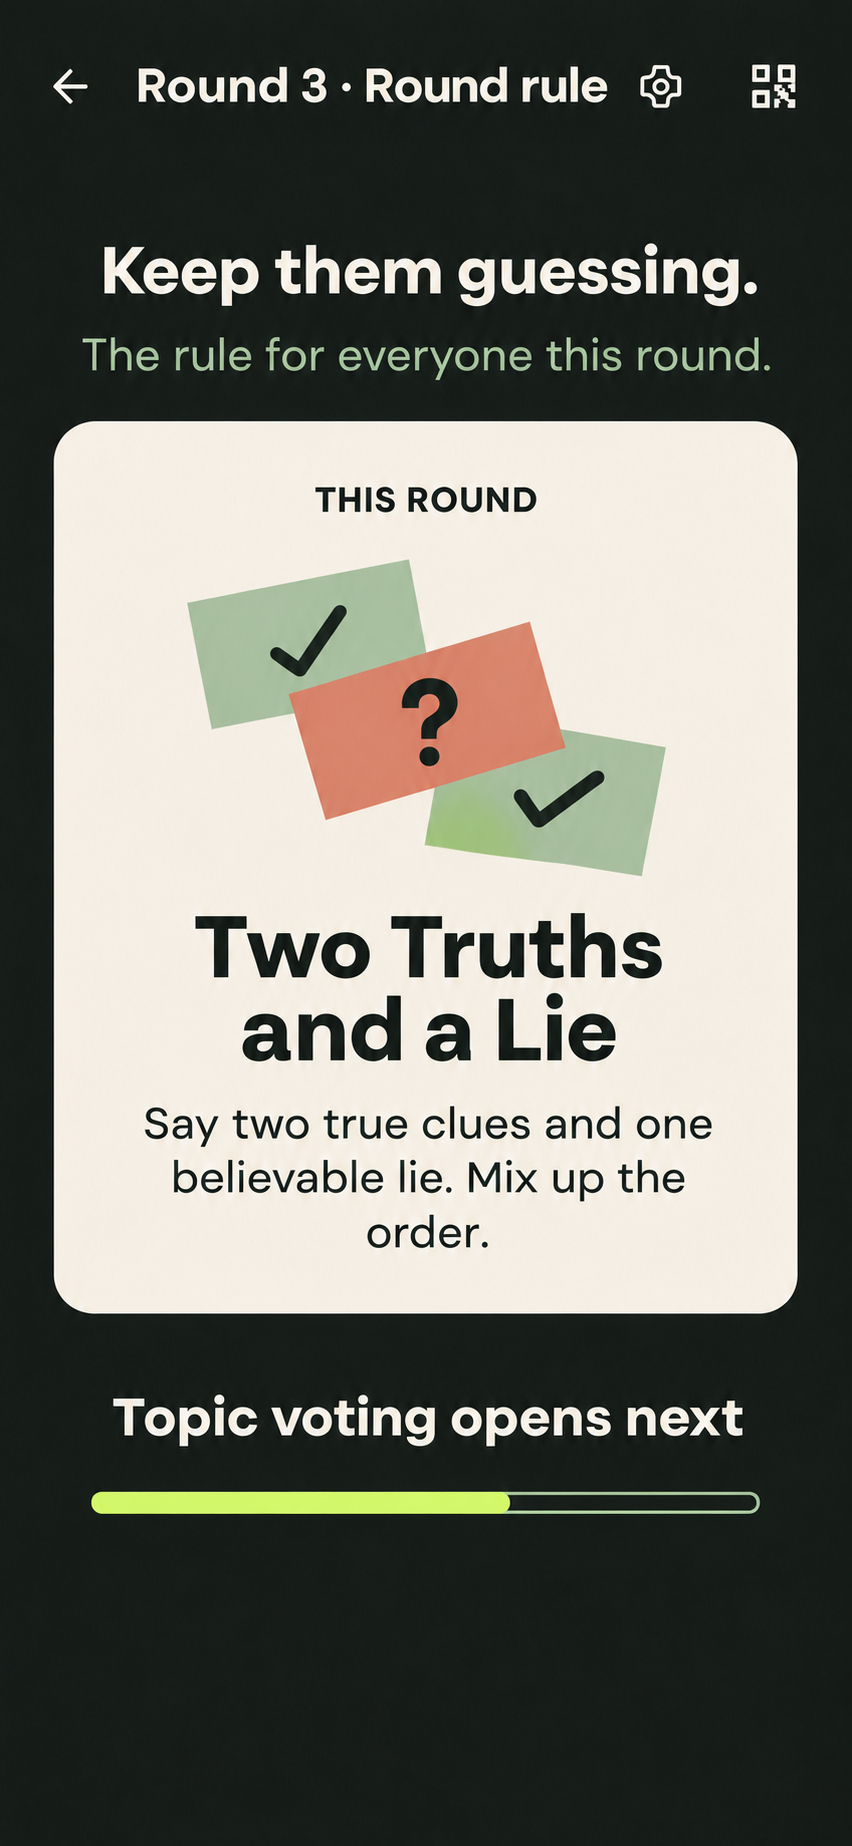 Round 3 · Round rule
Keep them guessing.
The rule for everyone this round.
THIS ROUND
?
Two Truths
and a Lie
Say two true clues and one
believable lie. Mix up the
order.
Topic voting opens next